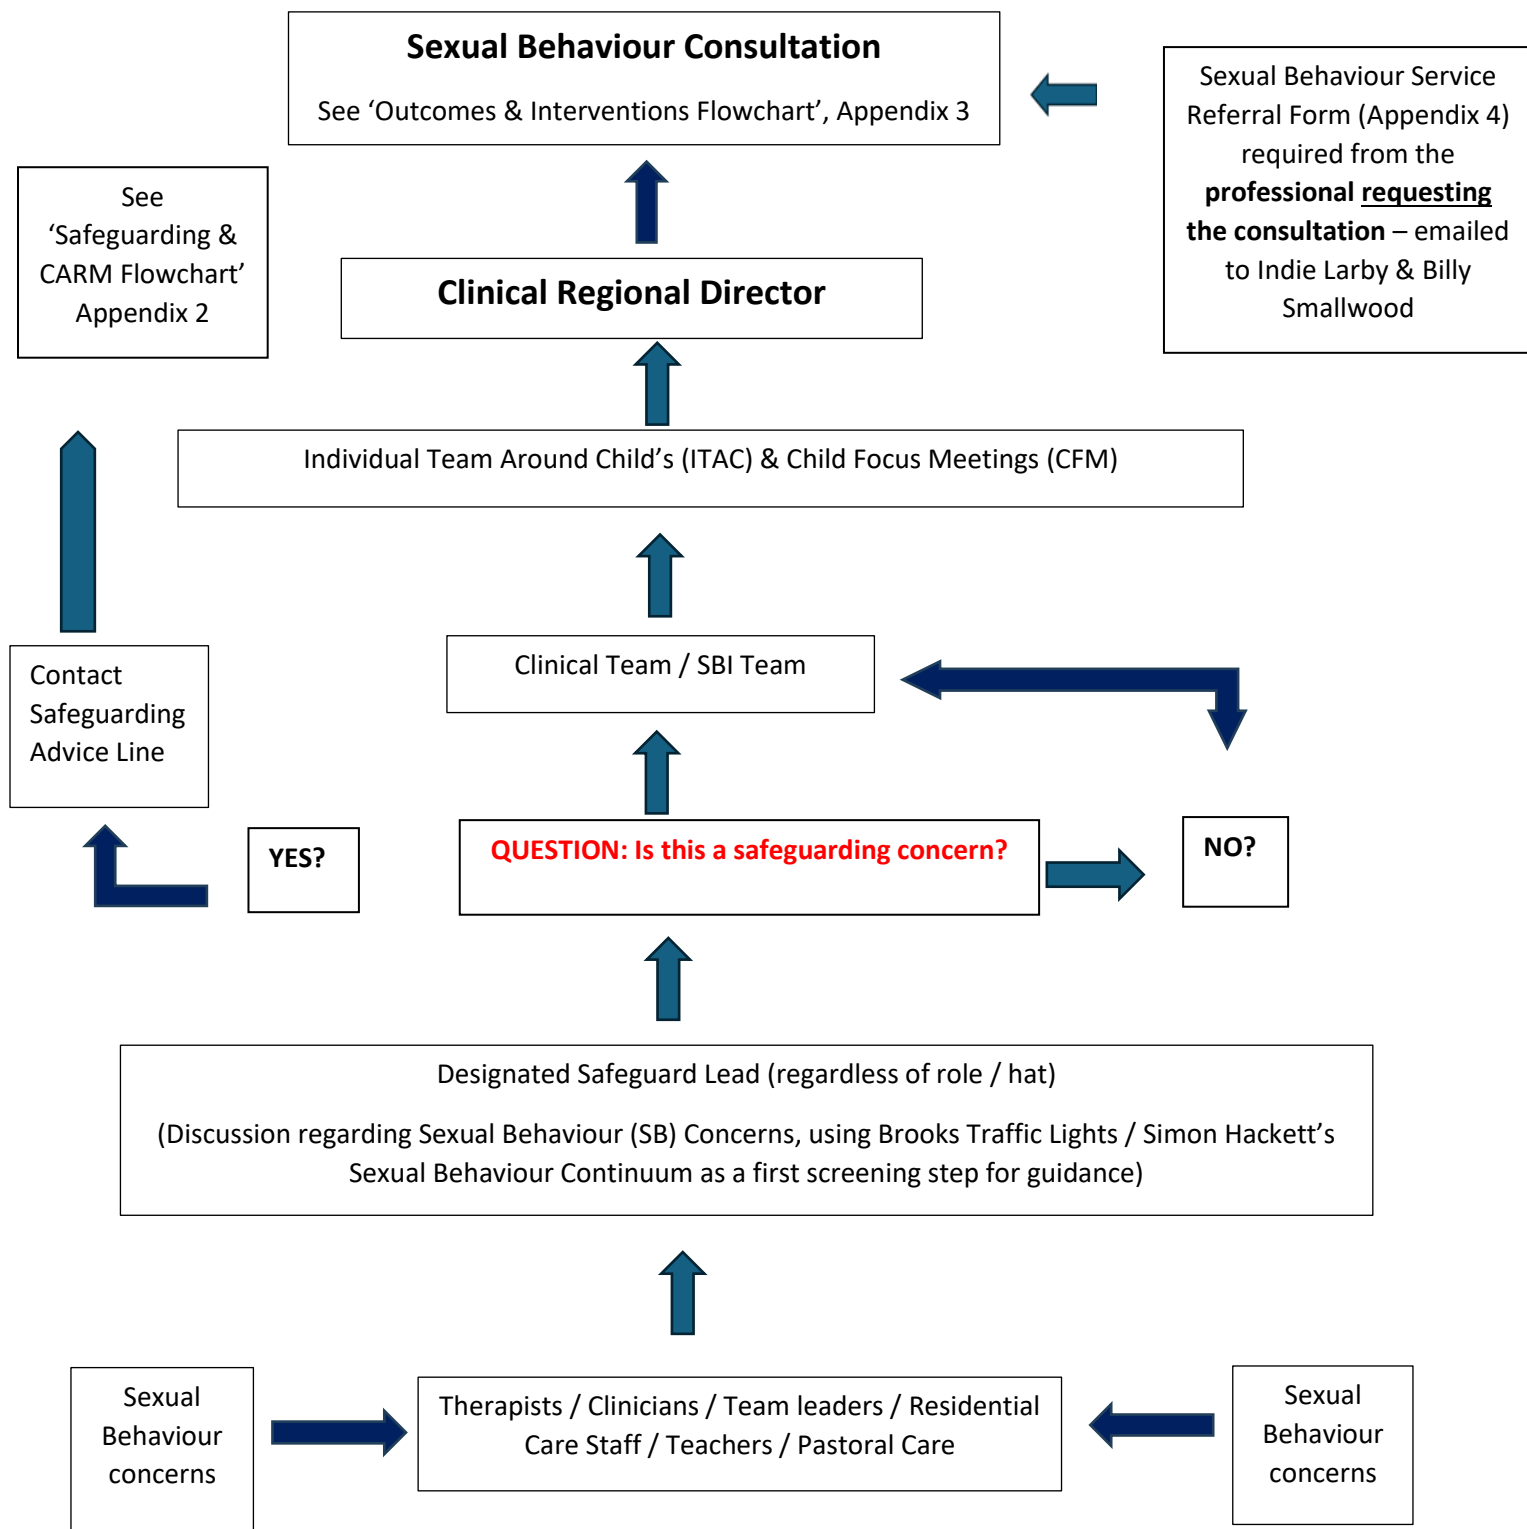 Sexual Behaviour Consultation
See ‘Outcomes & Interventions Flowchart’, Appendix 3
Sexual Behaviour Service
Referral Form (Appendix 4)
required from the
professional requesting
the consultation – emailed
to Indie Larby & Billy
Smallwood
See
‘Safeguarding &
CARM Flowchart’
Appendix 2
Clinical Regional Director
Individual Team Around Child’s (ITAC) & Child Focus Meetings (CFM)
Clinical Team / SBI Team
Contact
Safeguarding
Advice Line
YES?
QUESTION: Is this a safeguarding concern?
NO?
Designated Safeguard Lead (regardless of role / hat)
(Discussion regarding Sexual Behaviour (SB) Concerns, using Brooks Traffic Lights / Simon Hackett’s
Sexual Behaviour Continuum as a first screening step for guidance)
Sexual
Behaviour
concerns
Therapists / Clinicians / Team leaders / Residential
Care Staff / Teachers / Pastoral Care
Sexual
Behaviour
concerns